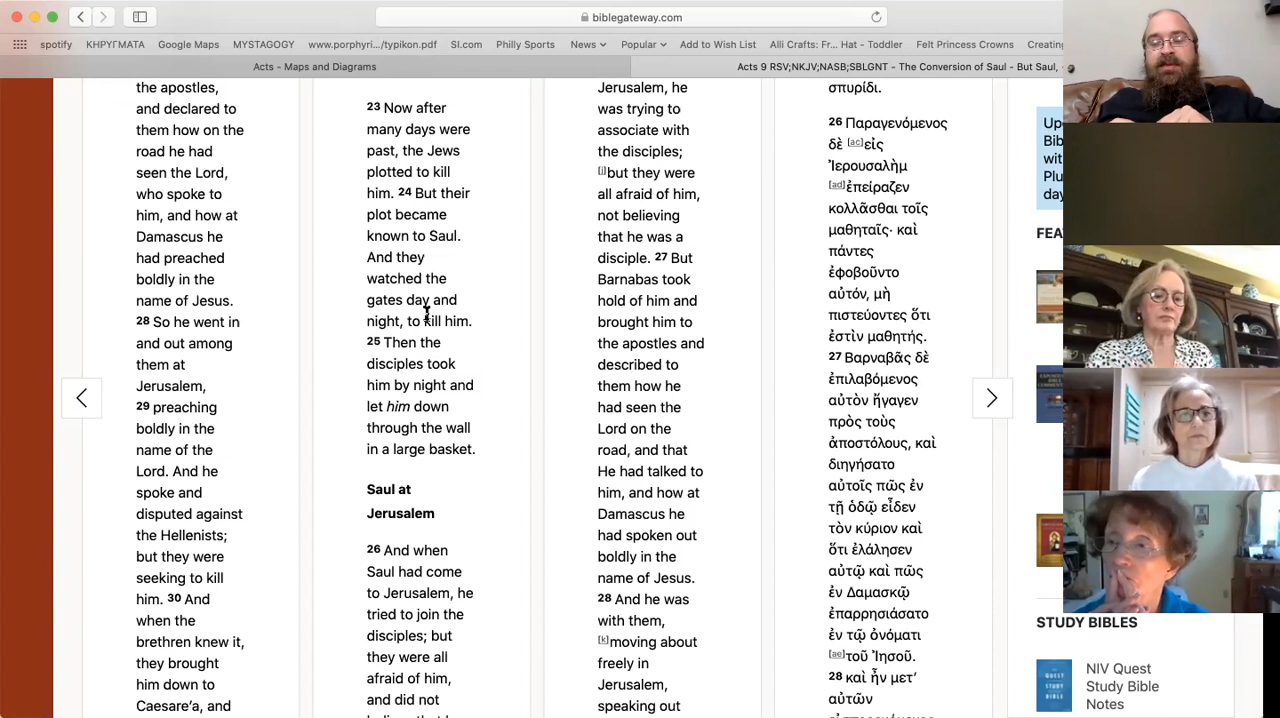 biblegateway.com
spotify
ΚΗΡΥΓΜΑΤΑ
Google Maps
MYSTAGOGY
www.porphyri.../typikon.pdf
SI.com
Philly Sports
News
Popular
Add to Wish List
Alli Crafts: Fr... Hat - Toddler
Felt Princess Crowns
Creating
Acts - Maps and Diagrams
Acts 9 RSV;NKJV;NASB;SBLGNT - The Conversion of Saul - But Saul,
the apostles,
and declared to
them how on the
road he had
seen the Lord,
who spoke to
him, and how at
Damascus he
had preached
boldly in the
name of Jesus.
28 So he went in
and out among
them at
Jerusalem,
29 preaching
boldly in the
name of the
Lord. And he
spoke and
disputed against
the Hellenists;
but they were
seeking to kill
him. 30 And
when the
brethren knew it,
they brought
him down to
Caesare'a, and
23 Now after
many days were
past, the Jews
plotted to kill
him. 24 But their
plot became
known to Saul.
And they
watched the
gates day and
night, to kill him.
25 Then the
disciples took
him by night and
let him down
through the wall
in a large basket.
Saul at
Jerusalem
26 And when
Saul had come
to Jerusalem, he
tried to join the
disciples; but
they were all
afraid of him,
and did not
Jerusalem, he
was trying to
associate with
the disciples;
[j]but they were
all afraid of him,
not believing
that he was a
disciple. 27 But
Barnabas took
hold of him and
brought him to
the apostles and
described to
them how he
had seen the
Lord on the
road, and that
He had talked to
him, and how at
Damascus he
had spoken out
boldly in the
name of Jesus.
28 And he was
with them,
[k]moving about
freely in
Jerusalem,
speaking out
σπυρίδι.
26 Παραγενόμενος
δὲ [ac]εἰς
Ἰερουσαλὴμ
[ad]ἐπείραζεν
κολλᾶσθαι τοῖς
μαθηταῖς· καὶ
πάντες
ἐφοβοῦντο
αὐτόν, μὴ
πιστεύοντες ὅτι
ἐστὶν μαθητής.
27 Βαρναβᾶς δὲ
ἐπιλαβόμενος
αὐτὸν ἤγαγεν
πρὸς τοὺς
ἀποστόλους, καὶ
διηγήσατο
αὐτοῖς πῶς ἐν
τῇ ὁδῷ εἶδεν
τὸν κύριον καὶ
ὅτι ἐλάλησεν
αὐτῷ καὶ πῶς
ἐν Δαμασκῷ
ἐπαρρησιάσατο
ἐν τῷ ὀνόματι
[ae]τοῦ Ἰησοῦ.
28 καὶ ἦν μετ’
αὐτῶν
Up
Bib
wit
Plu
day
FEA
STUDY BIBLES
NIV Quest
Study Bible
Notes